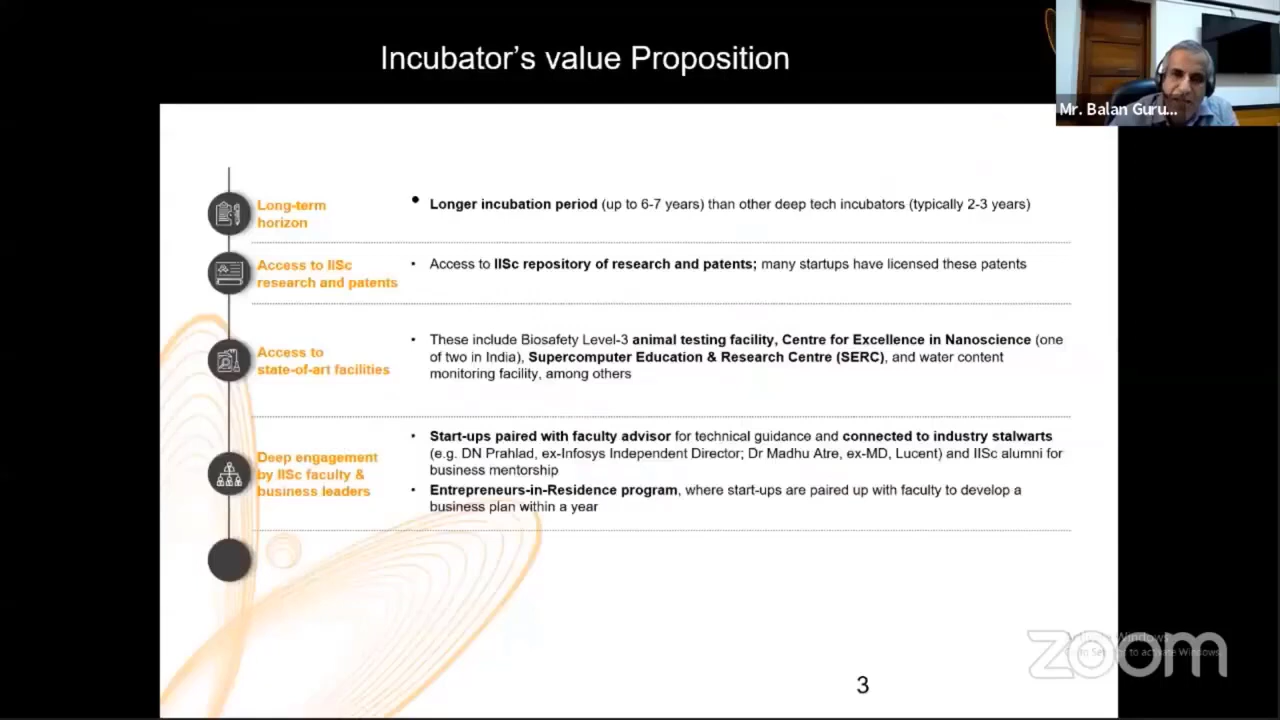 Incubator's value Proposition
Mr. Balan Guru...
Long-term
horizon
• Longer incubation period (up to 6-7 years) than other deep tech incubators (typically 2-3 years)
Access to IISc
research and patents
• Access to IISc repository of research and patents; many startups have licensed these patents
Access to
state-of-art facilities
• These include Biosafety Level-3 animal testing facility, Centre for Excellence in Nanoscience (one
of two in India), Supercomputer Education & Research Centre (SERC), and water content
monitoring facility, among others
Deep engagement
by IISc faculty &
business leaders
• Start-ups paired with faculty advisor for technical guidance and connected to industry stalwarts
(e.g. DN Prahlad, ex-Infosys Independent Director; Dr Madhu Atre, ex-MD, Lucent) and IISc alumni for
business mentorship
• Entrepreneurs-in-Residence program, where start-ups are paired up with faculty to develop a
business plan within a year
zoom
Windows
to activate Windows.
3